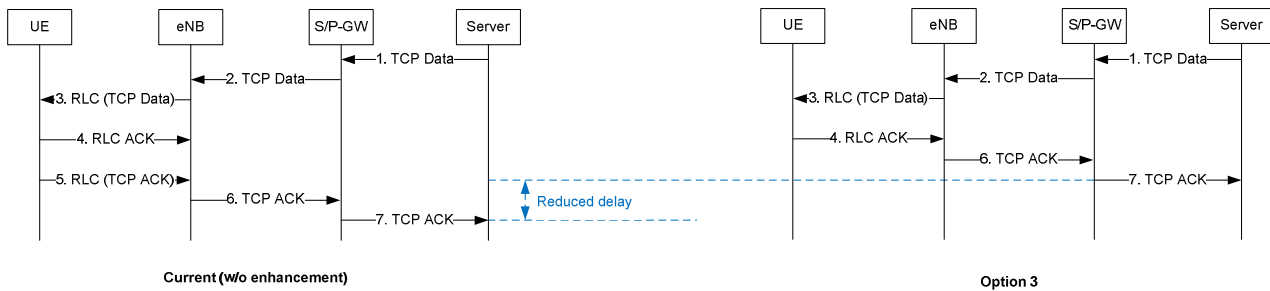 UE
eNB
S/P-GW
Server
1. TCP Data
2. TCP Data
3. RLC (TCP Data)
4. RLC ACK
5. RLC (TCP ACK)
6. TCP ACK
7. TCP ACK
Reduced delay
Current (w/o enhancement)
UE
eNB
S/P-GW
Server
1. TCP Data
2. TCP Data
3. RLC (TCP Data)
4. RLC ACK
6. TCP ACK
7. TCP ACK
Option 3